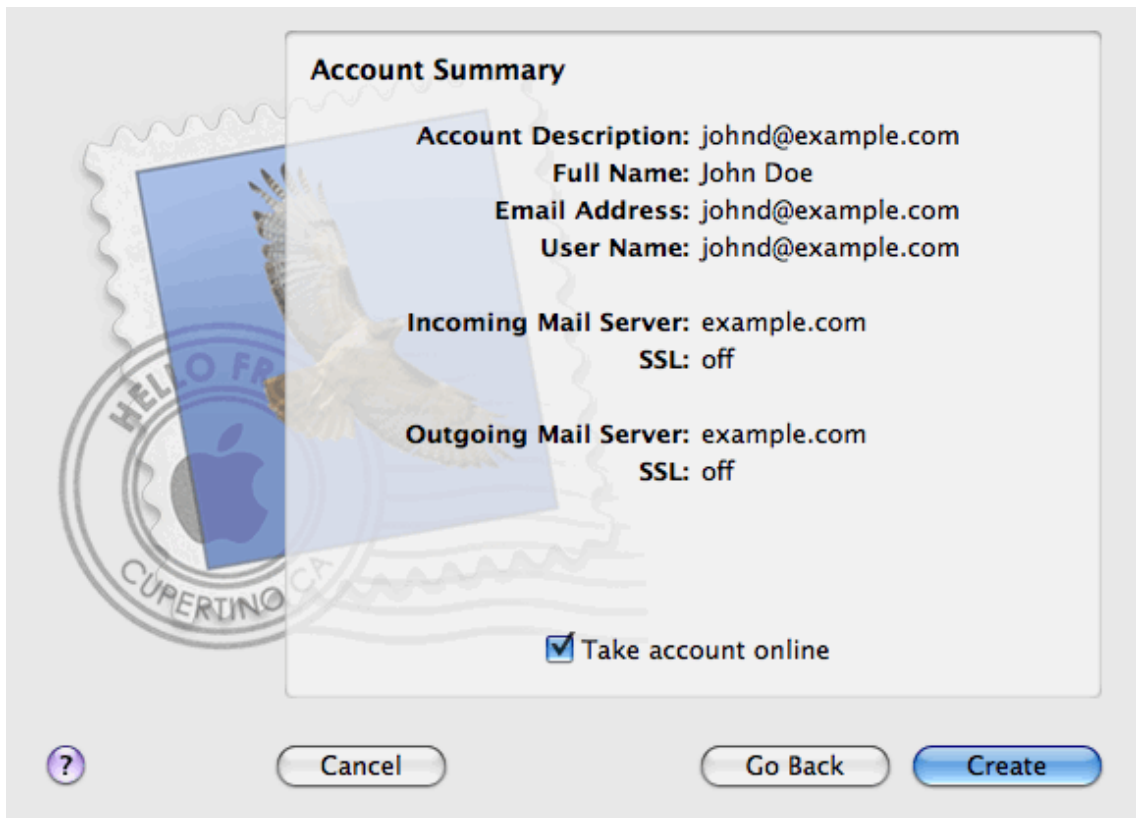 Account Summary
Account Description: johnd@example.com
Full Name: John Doe
Email Address: johnd@example.com
User Name: johnd@example.com
Incoming Mail Server: example.com
SSL: off
Outgoing Mail Server: example.com
SSL: off
HELLO FR
CUPERTINO CA
Take account online
?
Cancel
Go Back
Create